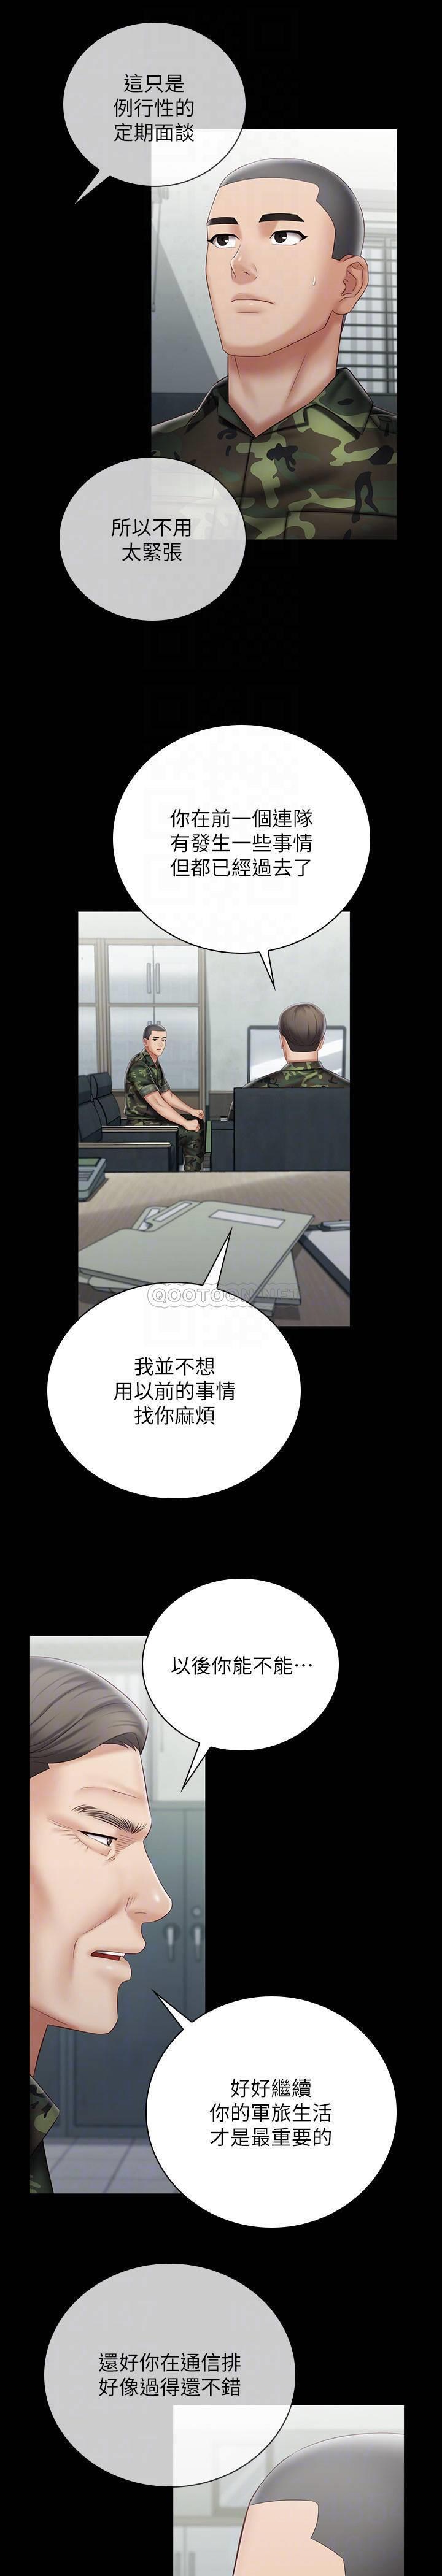 這只是
例行性的
定期面談
所以不用
太緊張
你在前一個連隊
有發生一些事情
但都已經過去了
QOOTOON.NET
我並不想
用以前的事情
找你麻煩
以後你能不能…
好好繼續
你的軍旅生活
才是最重要的
還好你在通信排
好像過得還不錯